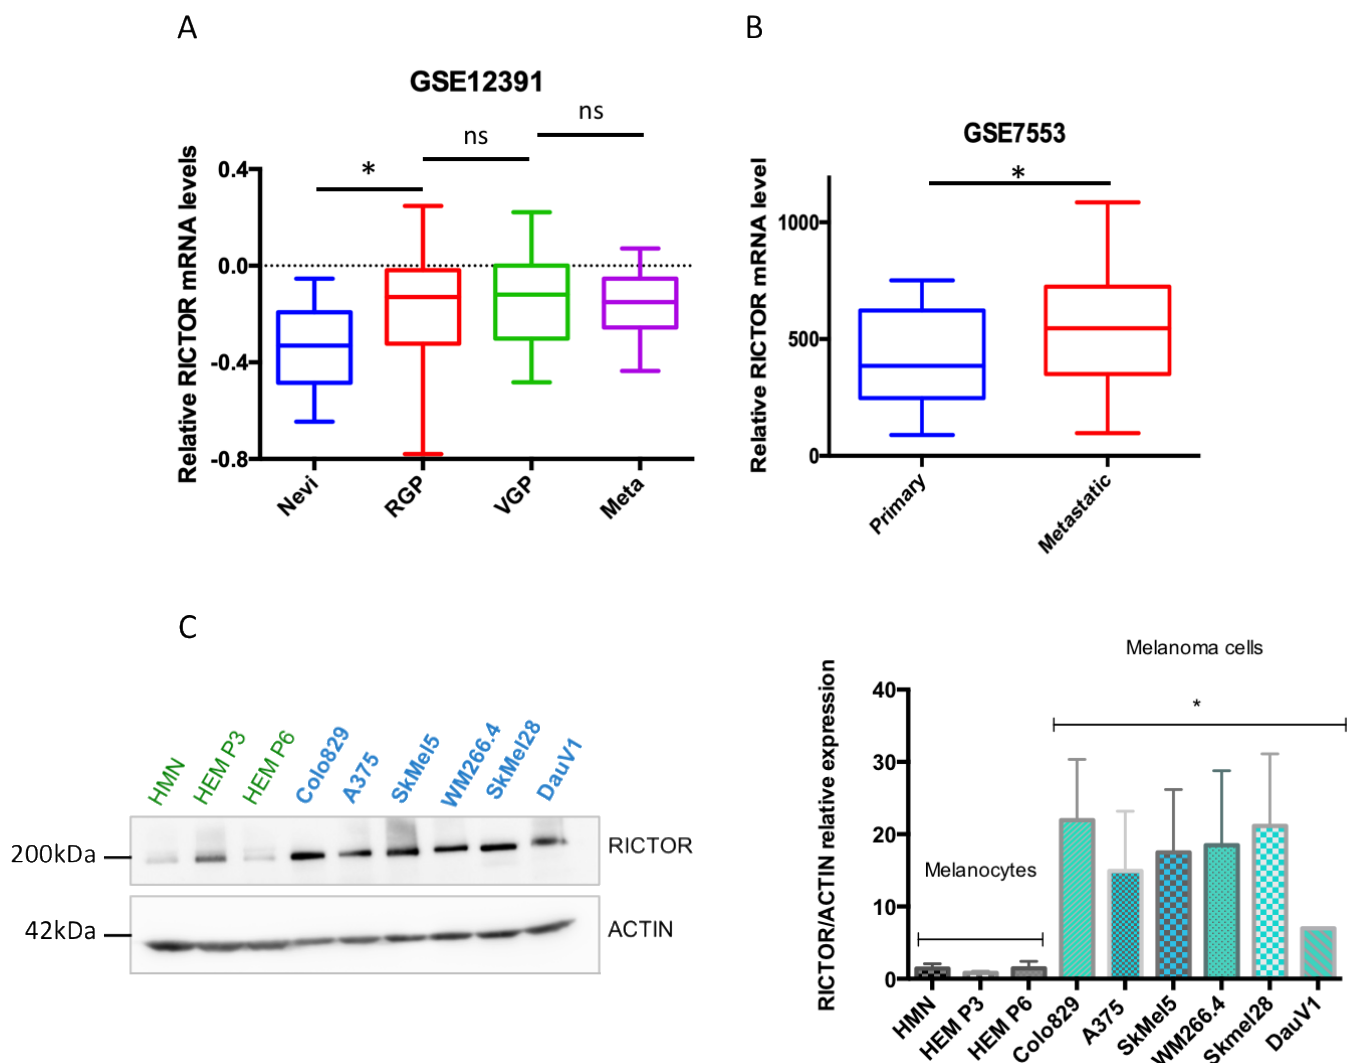 A
GSE12391
ns
ns
*
Relative RICTOR mRNA levels
0.4
0.0
-0.4
-0.8
Nevi
RGP
VGP
Meta
B
GSE7553
*
Relative RICTOR mRNA level
1000
500
0
Primary
Metastatic
C
HMN
HEM P3
HEM P6
Colo829
A375
SkMel5
WM266.4
SkMel28
DauV1
200kDa
RICTOR
42kDa
ACTIN
Melanoma cells
*
Melanocytes
RICTOR/ACTIN relative expression
40
30
20
10
0
HMN
HEM P3
HEM P6
Colo829
A375
SkMel5
WM266.4
Skmel28
DauV1